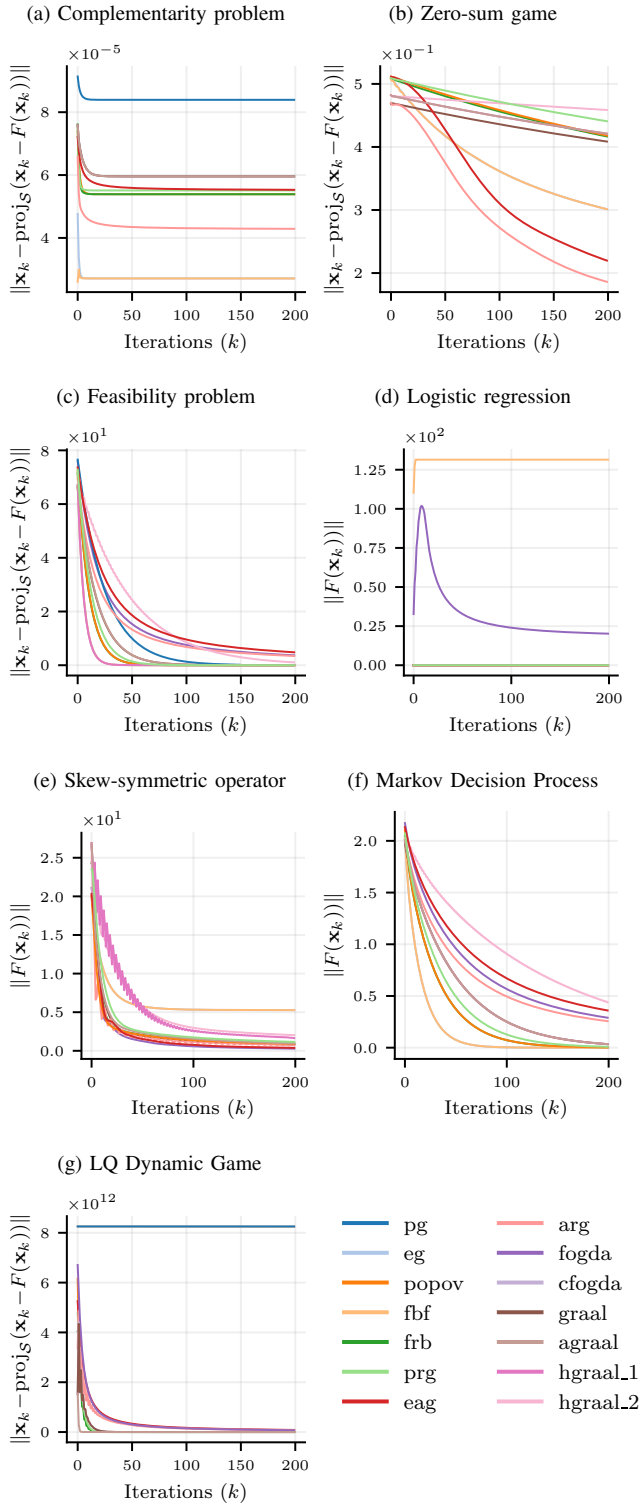 (a) Complementarity problem
×10⁻⁵
8
6
4
0 50 100 150 200
Iterations (k)
||x_k−proj_S(x_k−F(x_k))||
(b) Zero-sum game
×10⁻¹
5
4
3
2
0 50 100 150 200
Iterations (k)
||x_k−proj_S(x_k−F(x_k))||
(c) Feasibility problem
×10¹
8
6
4
2
0
0 50 100 150 200
Iterations (k)
||x_k−proj_S(x_k−F(x_k))||
(d) Logistic regression
×10²
1.25
1.00
0.75
0.50
0.25
0.00
0 100 200
Iterations (k)
||F(x_k))||
(e) Skew-symmetric operator
×10¹
2.5
2.0
1.5
1.0
0.5
0.0
0 100 200
Iterations (k)
||F(x_k))||
(f) Markov Decision Process
2.0
1.5
1.0
0.5
0.0
0 100 200
Iterations (k)
||F(x_k))||
(g) LQ Dynamic Game
×10¹²
8
6
4
2
0
0 50 100 150 200
Iterations (k)
||x_k−proj_S(x_k−F(x_k))||
pg
eg
popov
fbf
frb
prg
eag
arg
fogda
cfogda
graal
agraal
hgraal_1
hgraal_2